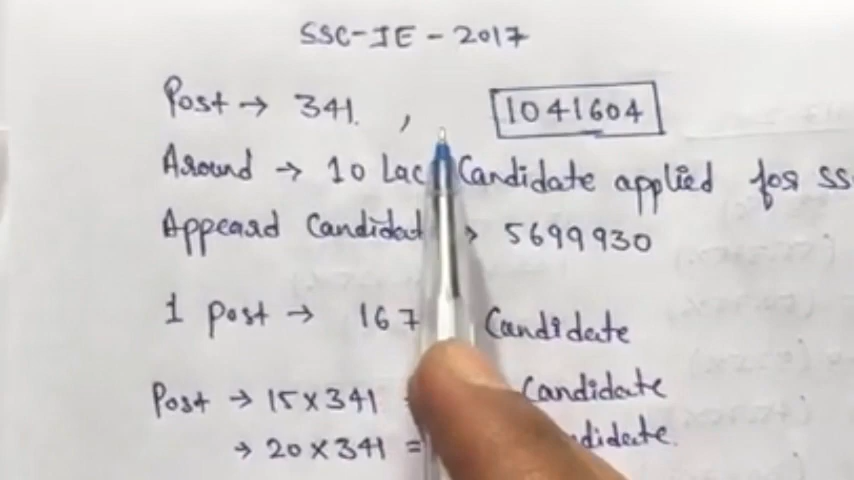 SSC-JE-2017
Post → 341. , 1041604
Around → 10 Lac Candidate applied for SS
Appeard Candidat → 5699930
1 post → 167 Candidate
Post → 15×341 Candidate
→ 20×341 = didate.